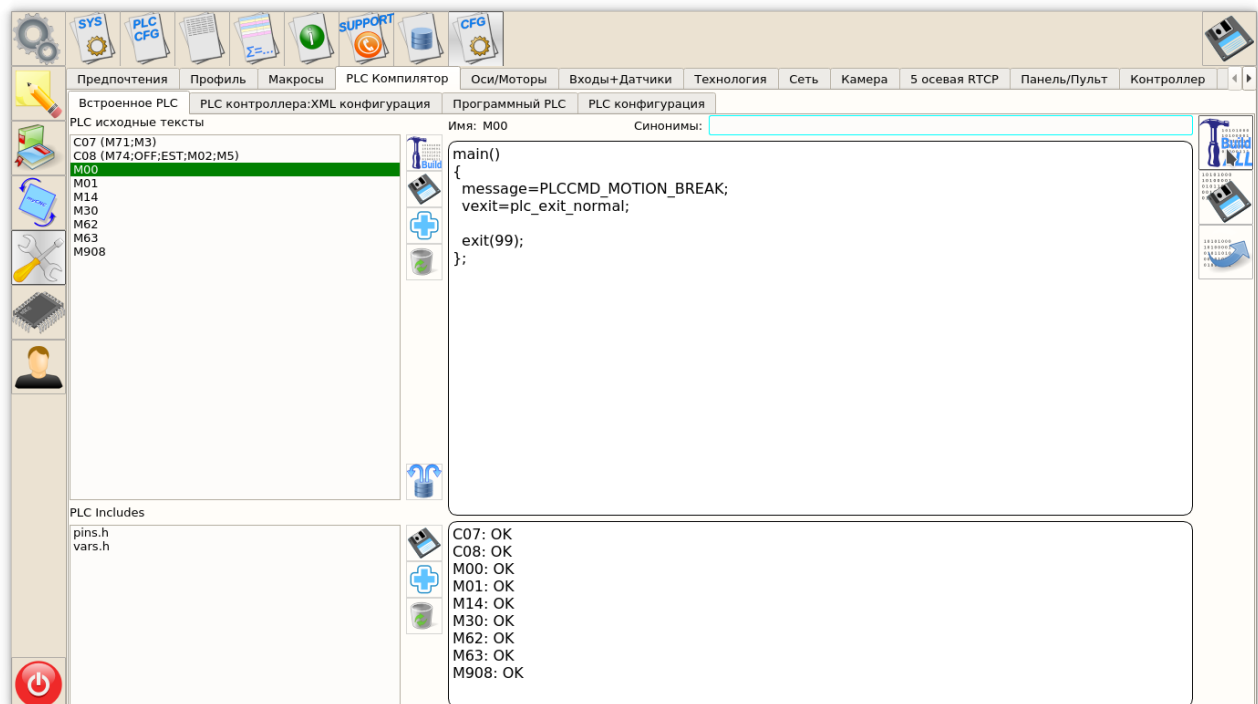 SYS
PLC
CFG
Σ=...
i
SUPPORT
CFG
Предпочтения Профиль Макросы PLC Компилятор Оси/Моторы Входы+Датчики Технология Сеть Камера 5 осевая RTCP Панель/Пульт Контроллер
Встроенное PLC PLC контроллера:XML конфигурация Программный PLC PLC конфигурация
PLC исходные тексты
C07 (M71;M3)
C08 (M74;OFF;EST;M02;M5)
M00
M01
M14
M30
M62
M63
M908
Build
Имя: M00 Синонимы:
main()
{
message=PLCCMD_MOTION_BREAK;
vexit=plc_exit_normal;
exit(99);
};
Build
ALL
PLC Includes
pins.h
vars.h
C07: OK
C08: OK
M00: OK
M01: OK
M14: OK
M30: OK
M62: OK
M63: OK
M908: OK